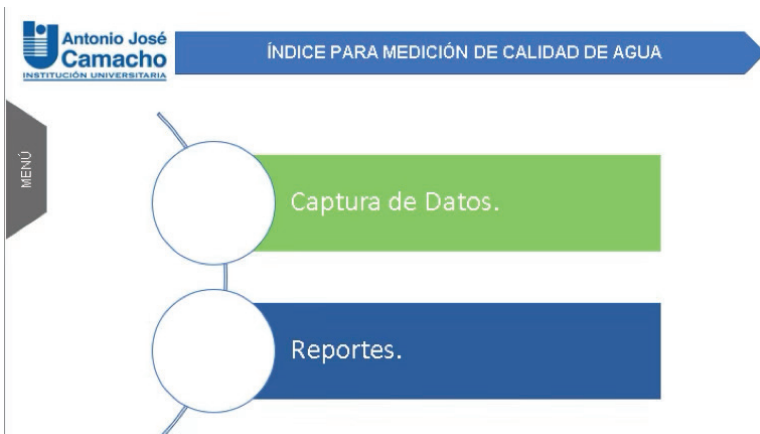 Antonio José
Camacho
INSTITUCIÓN UNIVERSITARIA
ÍNDICE PARA MEDICIÓN DE CALIDAD DE AGUA
MENÚ
Captura de Datos.
Reportes.